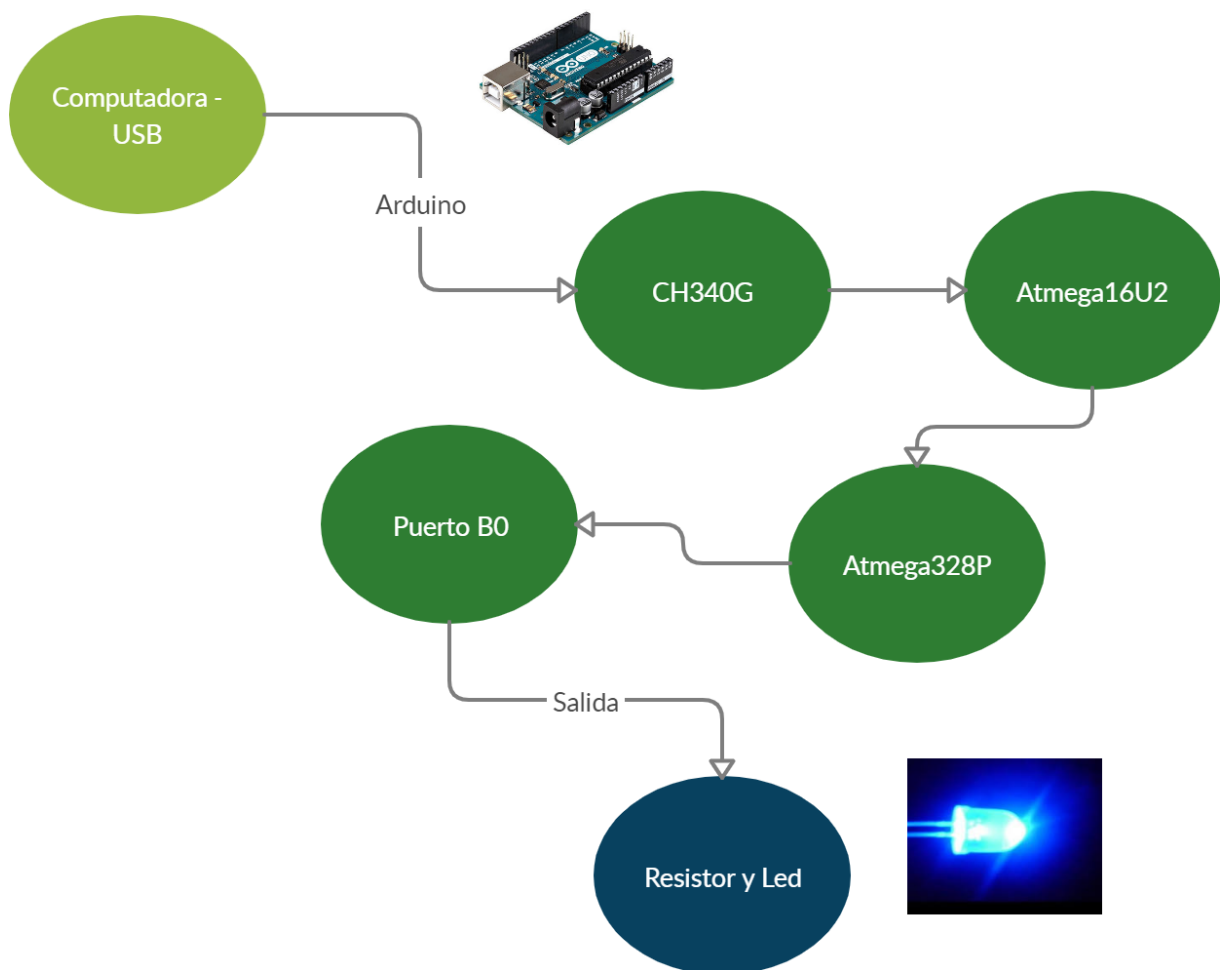 Computadora -
USB
Arduino
CH340G
Atmega16U2
Puerto B0
Atmega328P
Salida
Resistor y Led